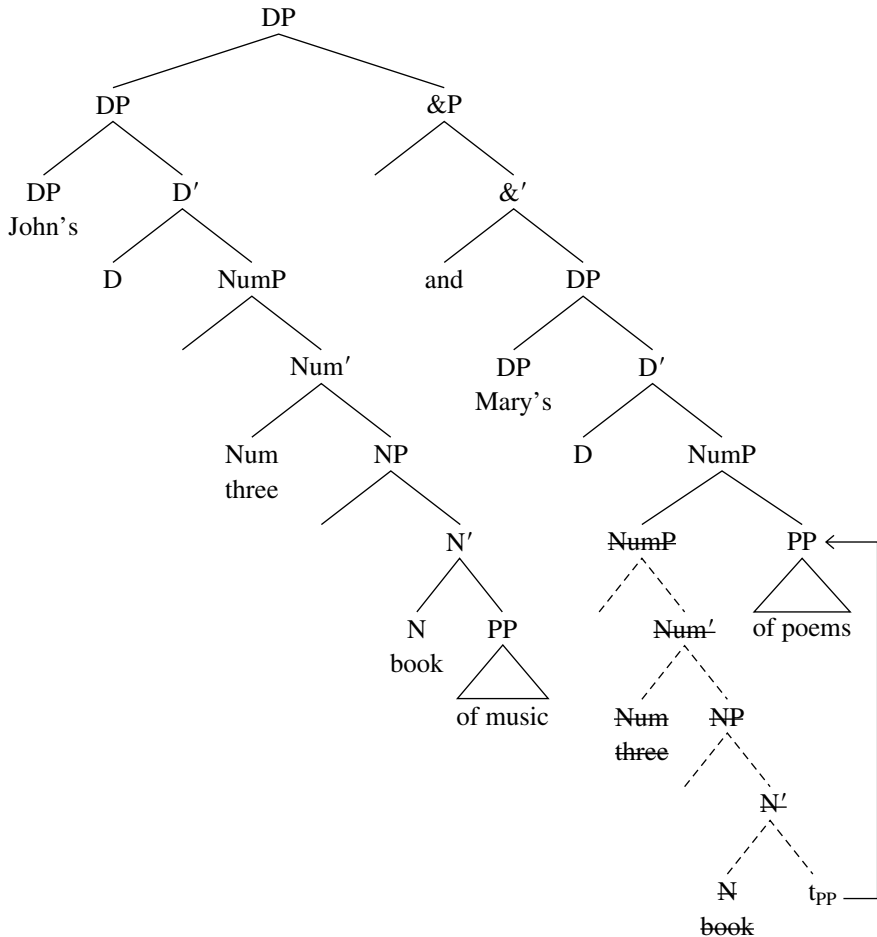 DP
DP &P
DP D′ &′
John's
D NumP and DP
Num′ DP D′
Mary's
Num NP D NumP
three
N′ NumP PP
N PP Num′ of poems
book
of music Num NP
three
N′
N tPP
book